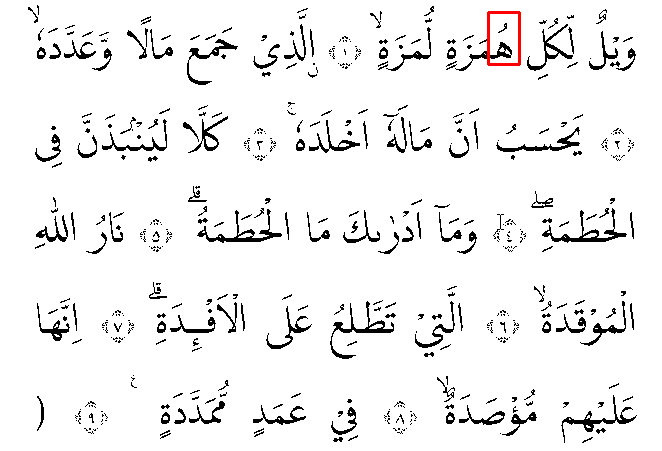 وَيْلٌ لِّكُلِّ هُمَزَةٍ لُّمَزَةٍۙ ﴿١﴾ ۨالَّذِيْ جَمَعَ مَالًا وَّعَدَّدَهٗۙ
﴿٢﴾ يَحْسَبُ اَنَّ مَالَهٗٓ اَخْلَدَهٗۚ ﴿٣﴾ كَلَّا لَيُنْۢبَذَنَّ فِى
الْحُطَمَةِۖ ﴿٤﴾ وَمَآ اَدْرٰىكَ مَا الْحُطَمَةُۗ ﴿٥﴾ نَارُ اللّٰهِ
الْمُوْقَدَةُۙ ﴿٦﴾ الَّتِيْ تَطَّلِعُ عَلَى الْاَفْـِٕدَةِۗ ﴿٧﴾ اِنَّهَا
عَلَيْهِمْ مُّؤْصَدَةٌۙ ﴿٨﴾ فِيْ عَمَدٍ مُّمَدَّدَةٍ ࣖ ﴿٩﴾ (